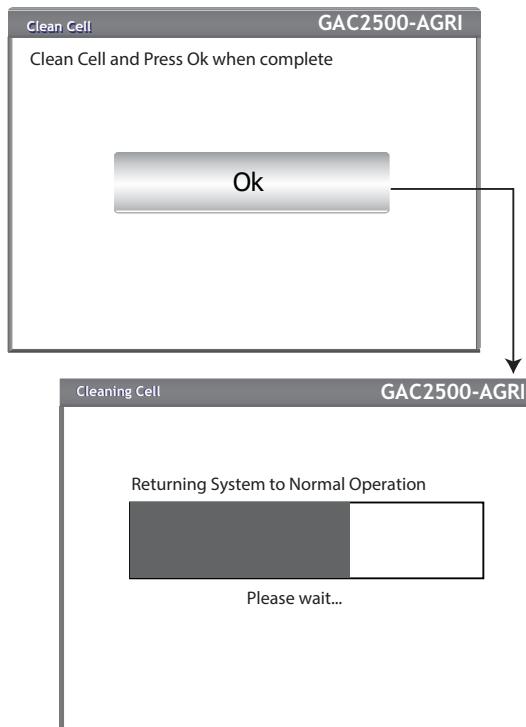 Clean Cell GAC2500-AGRI
Clean Cell and Press Ok when complete
Ok
Cleaning Cell GAC2500-AGRI
Returning System to Normal Operation
Please wait...